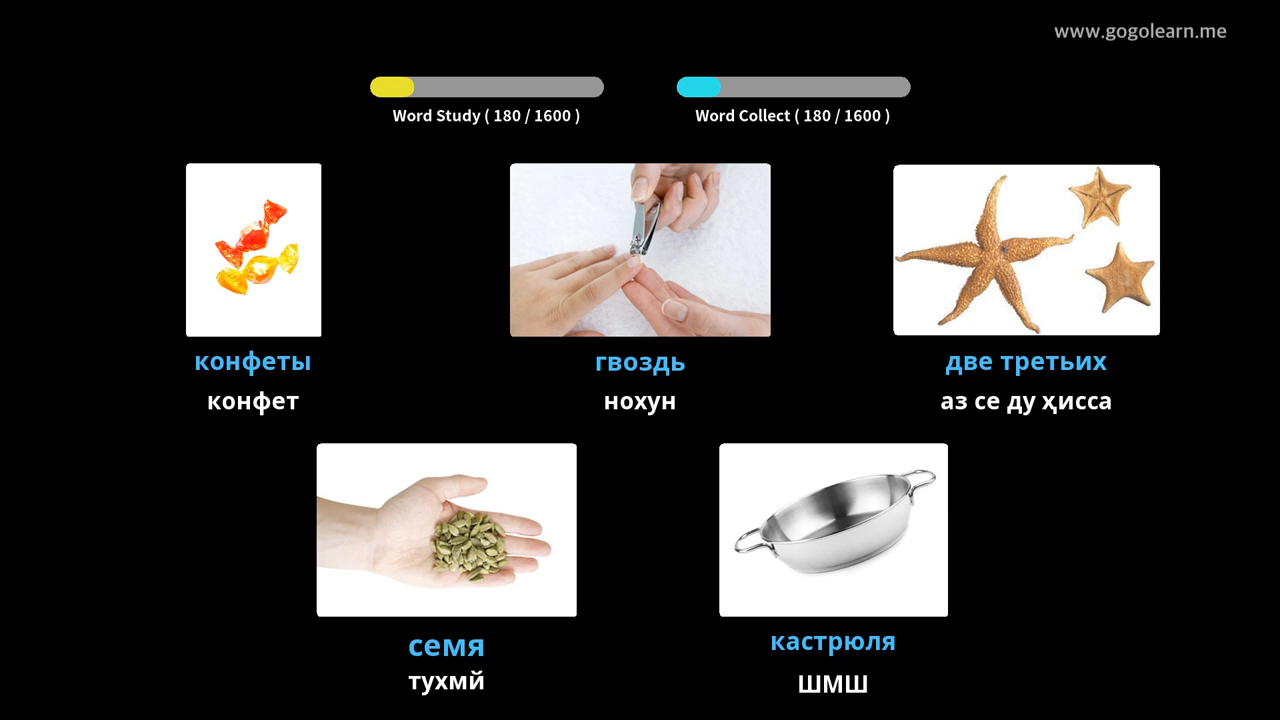 www.gogolearn.me
Word Study ( 180 / 1600 )
Word Collect ( 180 / 1600 )
конфеты
конфет
гвоздь
нохун
две третьих
аз се ду ҳисса
семя
тухмй
кастрюля
ШМШ